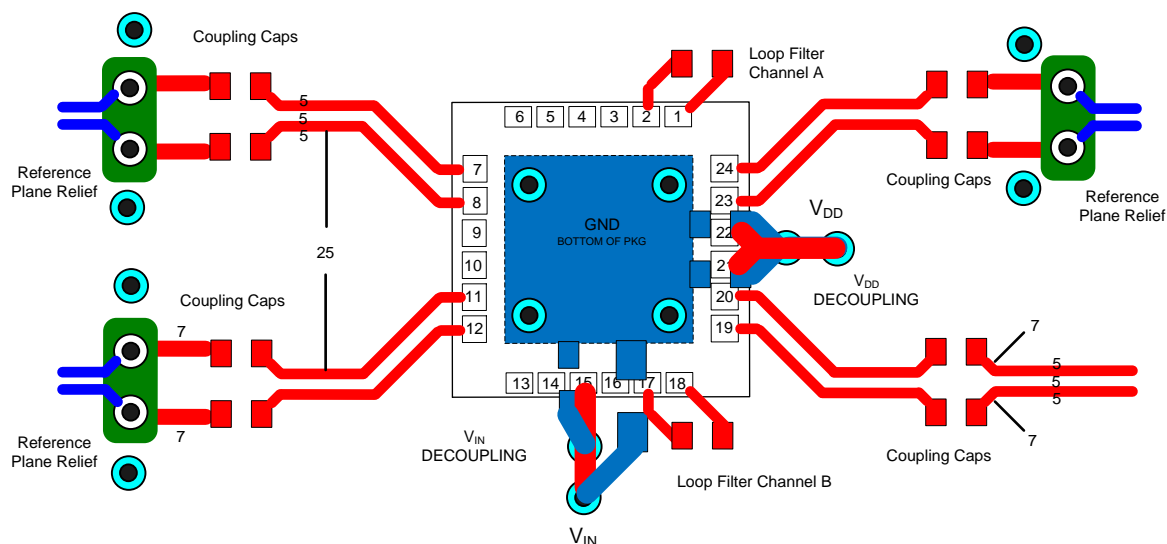 Coupling Caps
Loop Filter
Channel A
5
5
5
6 5 4 3 2 1
Reference
Plane Relief
7
8
9
10
11
12
24
23
22
21
20
19
GND
BOTTOM OF PKG
VDD
VDD
DECOUPLING
Coupling Caps
Reference
Plane Relief
25
Coupling Caps
7
7
Reference
Plane Relief
13 14 15 16 17 18
VIN
DECOUPLING
VIN
Loop Filter Channel B
7
5
5
5
7
Coupling Caps